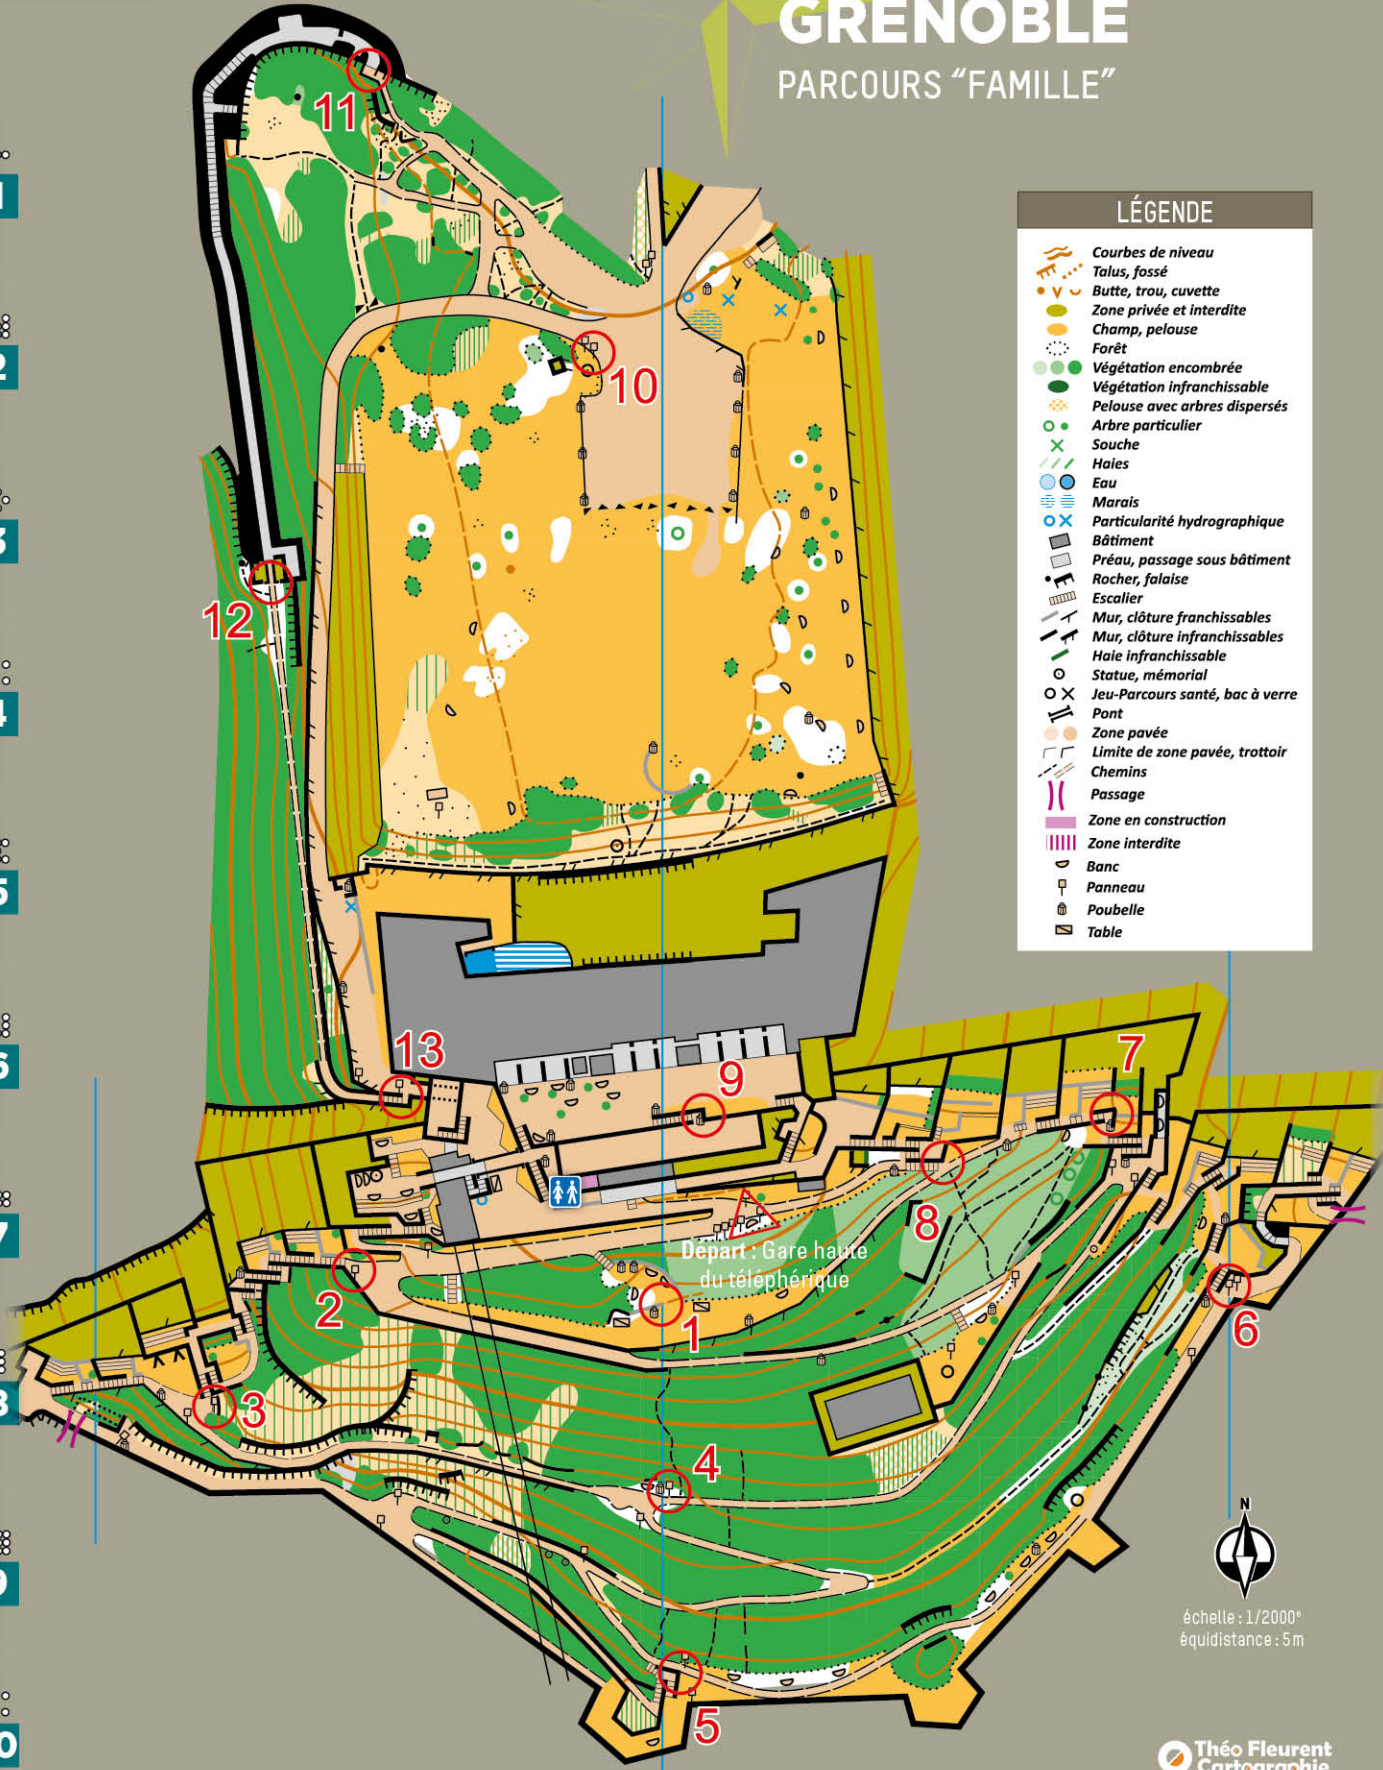 GRENOBLE
PARCOURS “FAMILLE”
LÉGENDE
Courbes de niveau
Talus, fossé
Butte, trou, cuvette
Zone privée et interdite
Champ, pelouse
Forêt
Végétation encombrée
Végétation infranchissable
Pelouse avec arbres dispersés
Arbre particulier
Souche
Haies
Eau
Marais
Particularité hydrographique
Bâtiment
Préau, passage sous bâtiment
Rocher, falaise
Escalier
Mur, clôture franchissables
Mur, clôture infranchissables
Haie infranchissable
Statue, mémorial
Jeu-Parcours santé, bac à verre
Pont
Zone pavée
Limite de zone pavée, trottoir
Chemins
Passage
Zone en construction
Zone interdite
Banc
Panneau
Poubelle
Table
11
10
12
13
9
7
8
Départ : Gare haute
du téléphérique
2
1
6
3
4
5
N
échelle : 1/2000e
équidistance : 5 m
Théo Fleurent
Cartographie